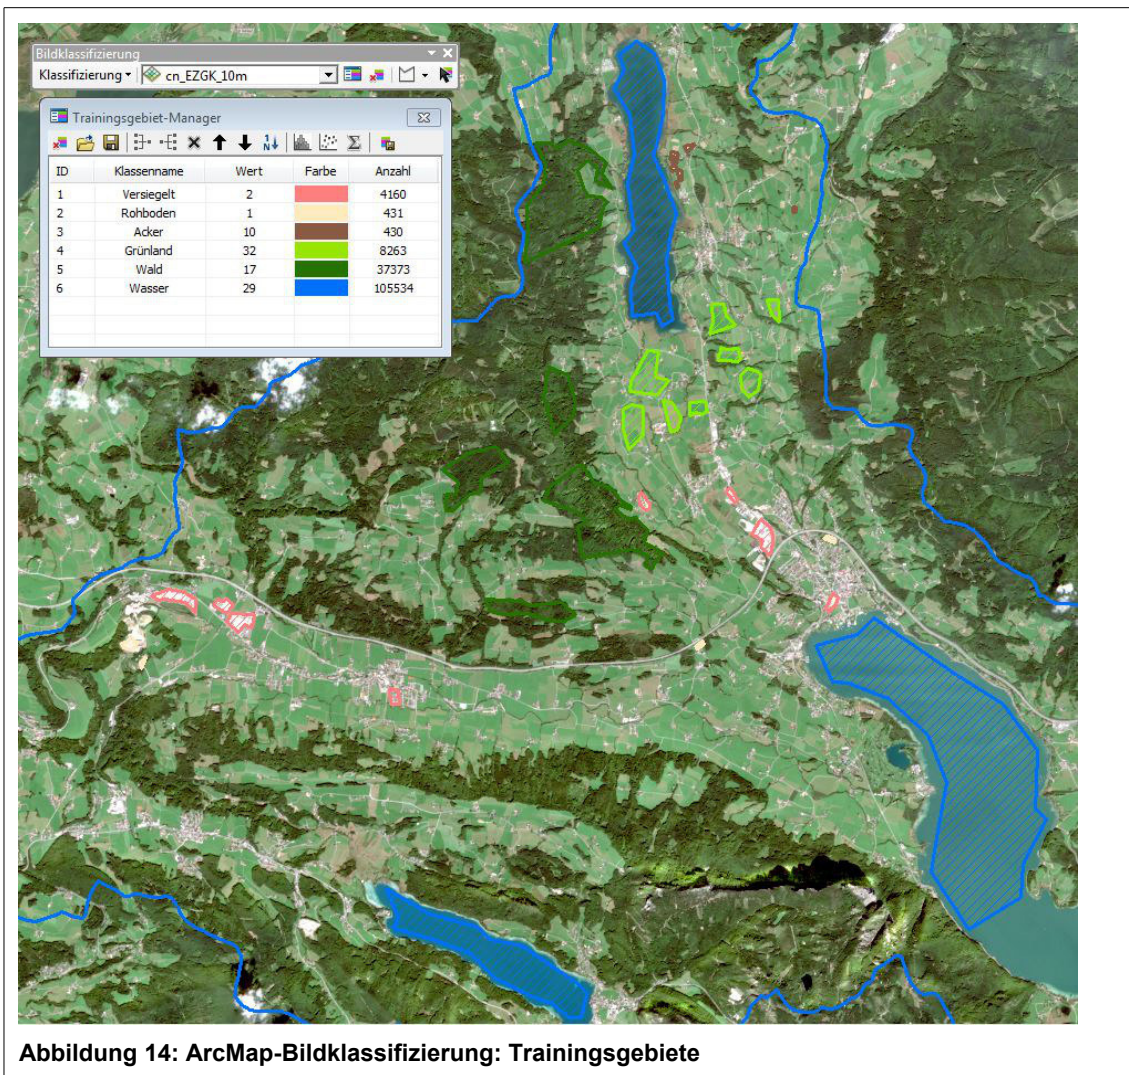 Bildklassifizierung
Klassifizierung cn_EZGK_10m
Trainingsgebiet-Manager
ID Klassenname Wert Farbe Anzahl
1 Versiegelt 2 4160
2 Rohboden 1 431
3 Acker 10 430
4 Grünland 32 8263
5 Wald 17 37373
6 Wasser 29 105534
Abbildung 14: ArcMap-Bildklassifizierung: Trainingsgebiete